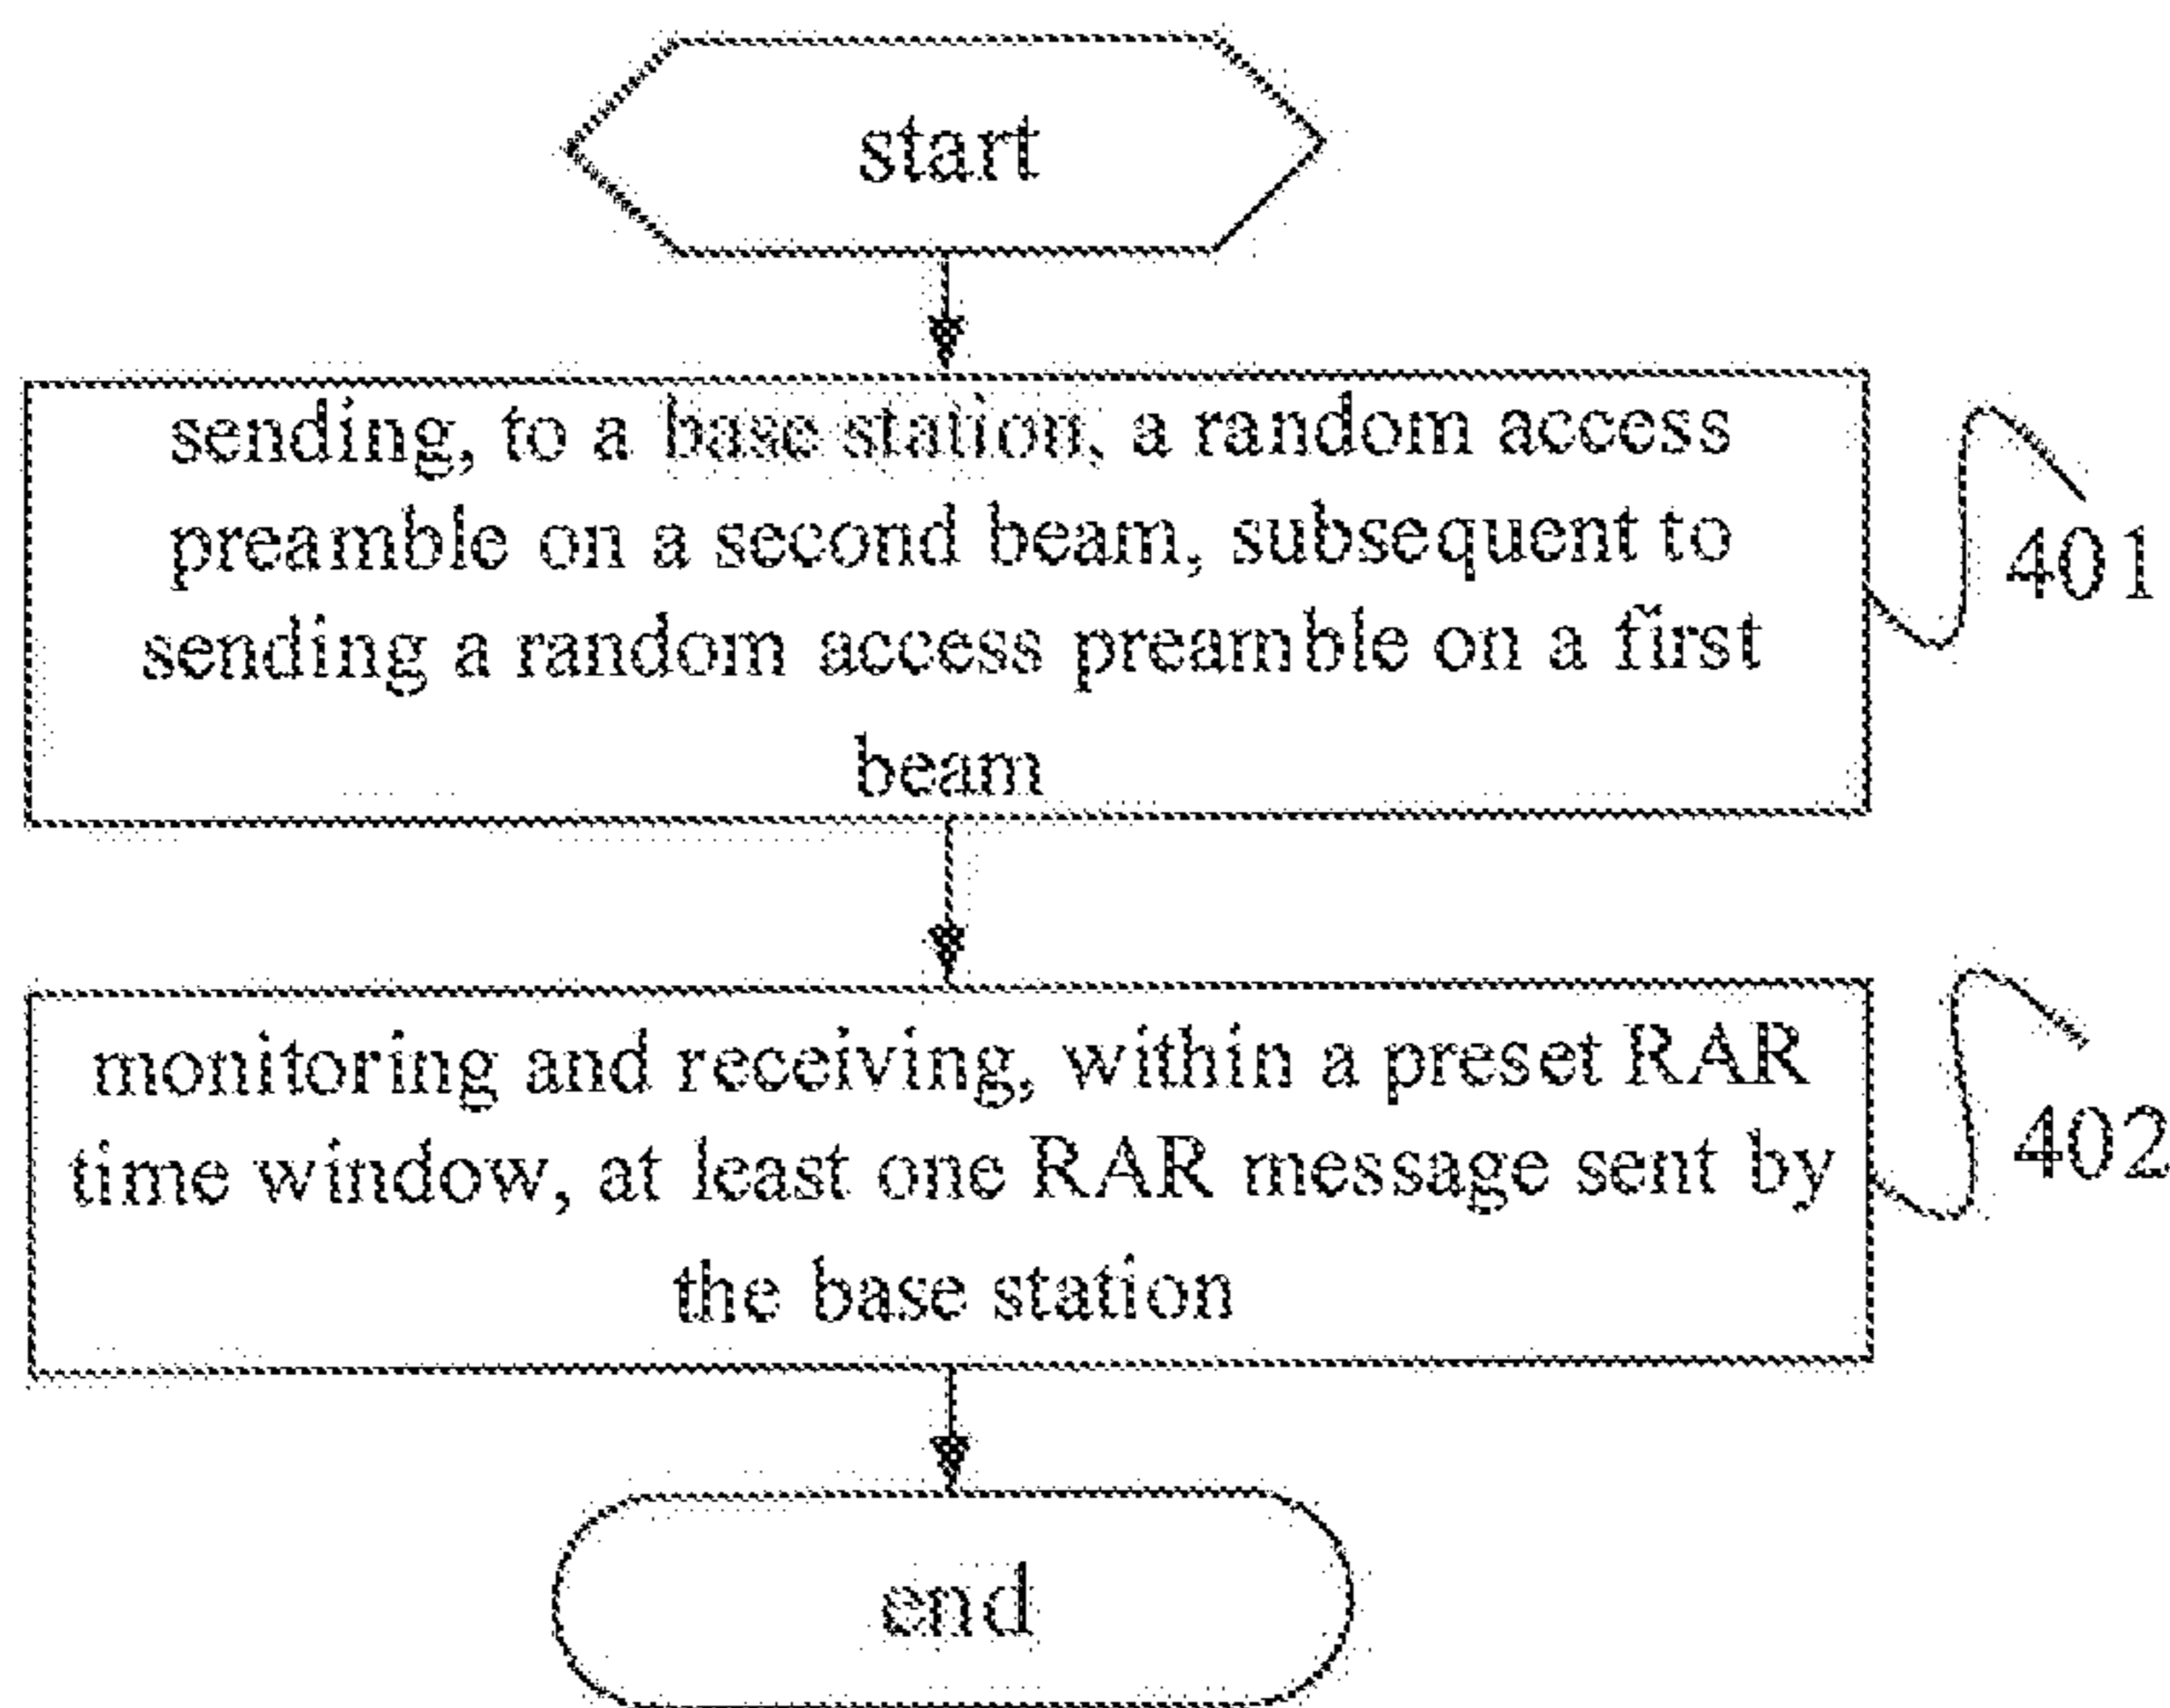 start
sending, to a base station, a random access
preamble on a second beam, subsequent to
sending a random access preamble on a first
beam
401
monitoring and receiving, within a preset RAR
time window, at least one RAR message sent by
the base station
402
end